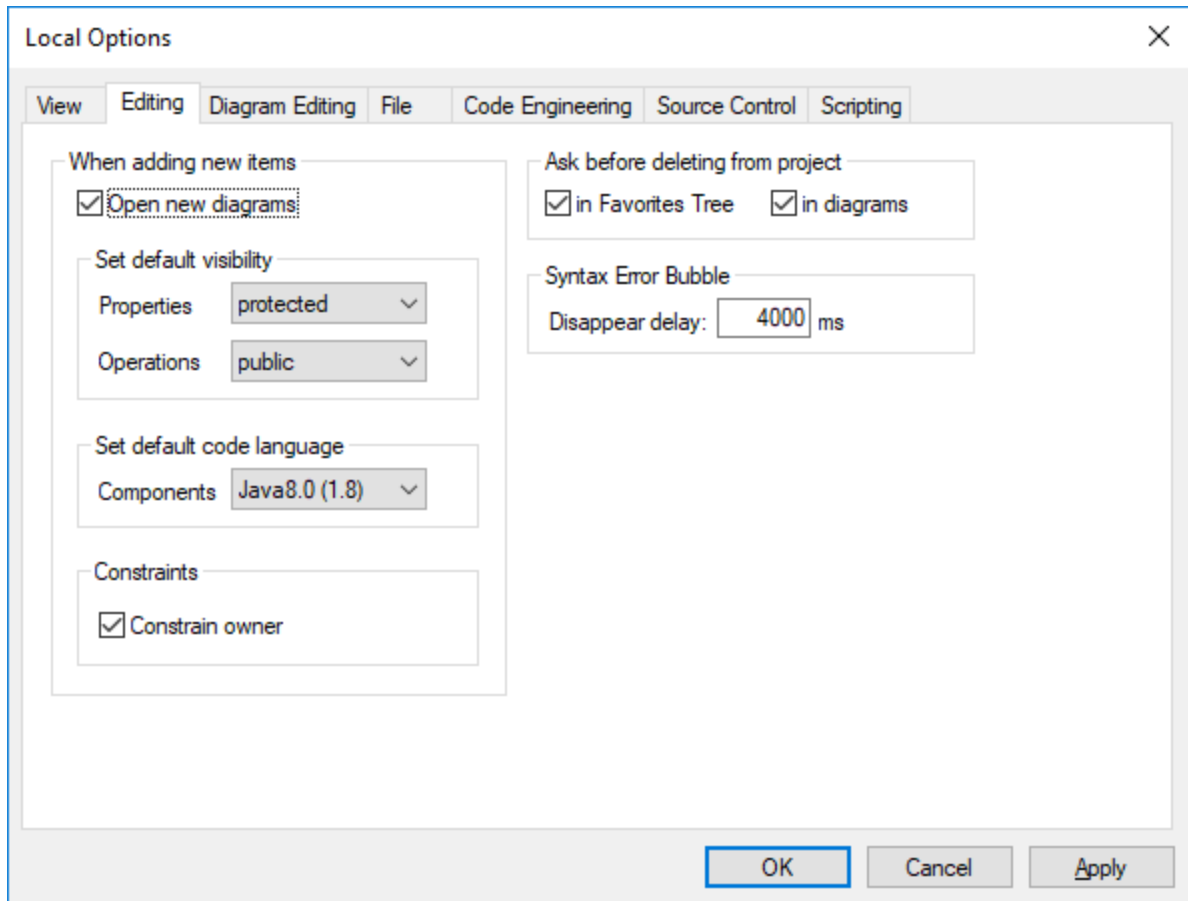 Local Options
View Editing Diagram Editing File Code Engineering Source Control Scripting
When adding new items
Open new diagrams
Set default visibility
Properties protected
Operations public
Set default code language
Components Java8.0 (1.8)
Constraints
Constrain owner
Ask before deleting from project
in Favorites Tree in diagrams
Syntax Error Bubble
Disappear delay: 4000 ms
OK Cancel Apply